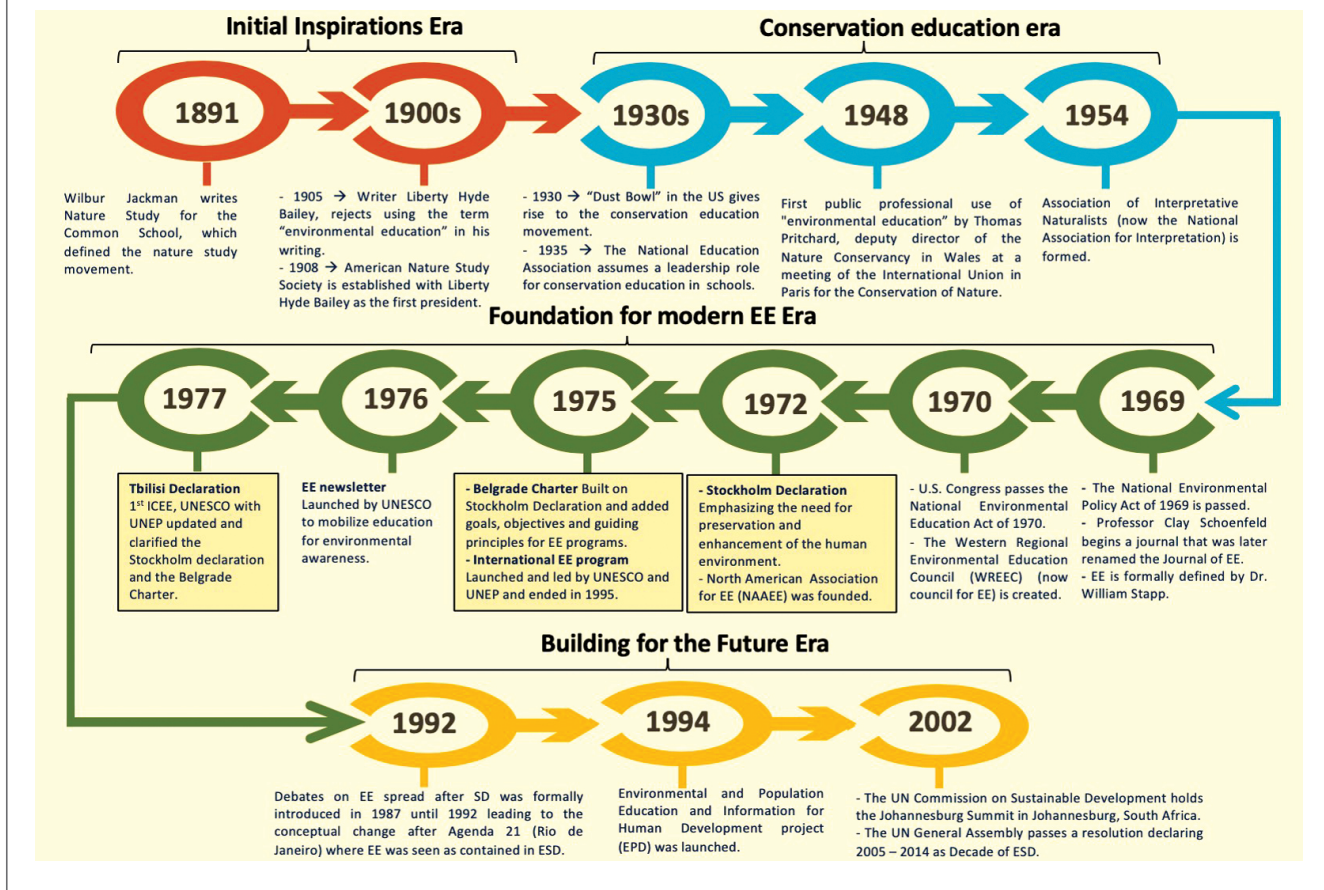 Initial Inspirations Era
Conservation education era
1891
1900s
1930s
1948
1954
Wilbur Jackman writes
Nature Study for the
Common School, which
defined the nature study
movement.
- 1905 → Writer Liberty Hyde
Bailey, rejects using the term
“environmental education” in his
writing.
- 1908 → American Nature Study
Society is established with Liberty
Hyde Bailey as the first president.
- 1930 → “Dust Bowl” in the US gives
rise to the conservation education
movement.
- 1935 → The National Education
Association assumes a leadership role
for conservation education in schools.
First public professional use of
"environmental education” by Thomas
Pritchard, deputy director of the
Nature Conservancy in Wales at a
meeting of the International Union in
Paris for the Conservation of Nature.
Association of Interpretive
Naturalists (now the National
Association for Interpretation) is
formed.
Foundation for modern EE Era
1977
1976
1975
1972
1970
1969
Tbilisi Declaration
1st ICEE, UNESCO with
UNEP updated and
clarified the
Stockholm declaration
and the Belgrade
Charter.
EE newsletter
Launched by UNESCO
to mobilize education
for environmental
awareness.
- Belgrade Charter Built on
Stockholm Declaration and added
goals, objectives and guiding
principles for EE programs.
- International EE program
Launched and led by UNESCO and
UNEP and ended in 1995.
- Stockholm Declaration
Emphasizing the need for
preservation and
enhancement of the human
environment.
- North American Association
for EE (NAAEE) was founded.
- U.S. Congress passes the
National Environmental
Education Act of 1970.
- The Western Regional
Environmental Education
Council (WREEC) (now
council for EE) is created.
- The National Environmental
Policy Act of 1969 is passed.
- Professor Clay Schoenfeld
begins a journal that was later
renamed the Journal of EE.
- EE is formally defined by Dr.
William Stapp.
Building for the Future Era
1992
1994
2002
Debates on EE spread after SD was formally
introduced in 1987 until 1992 leading to the
conceptual change after Agenda 21 (Rio de
Janeiro) where EE was seen as contained in ESD.
Environmental and Population
Education and Information for
Human Development project
(EPD) was launched.
- The UN Commission on Sustainable Development holds
the Johannesburg Summit in Johannesburg, South Africa.
- The UN General Assembly passes a resolution declaring
2005 – 2014 as Decade of ESD.